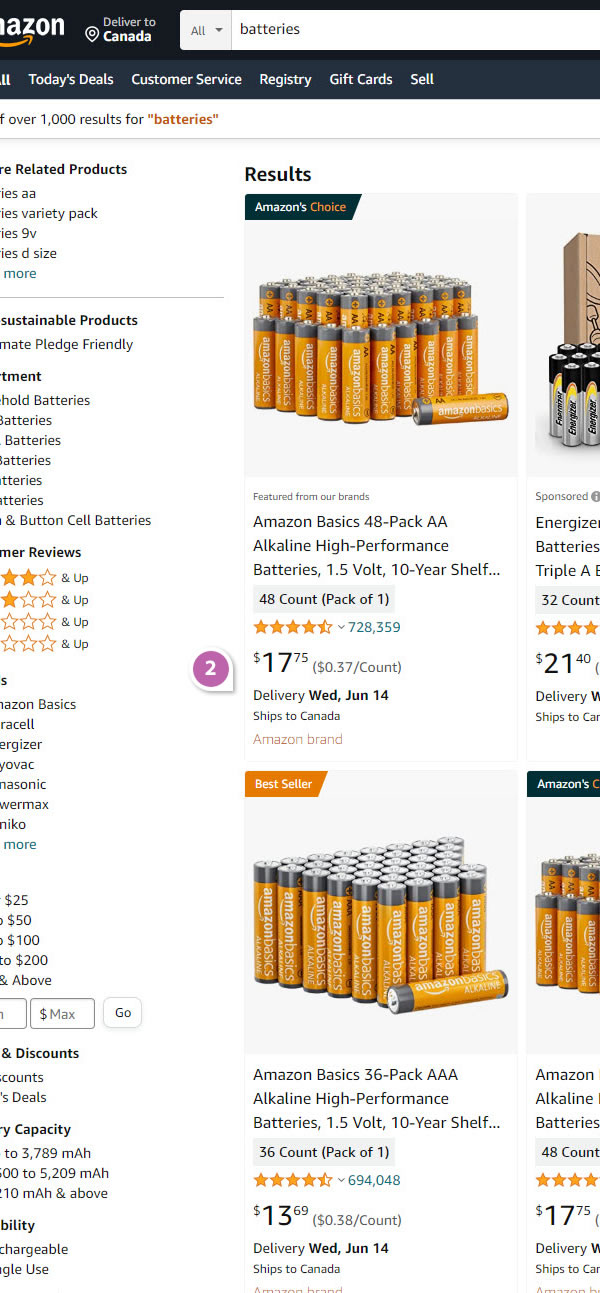 mazon
Deliver to
Canada
All
batteries
ll
Today's Deals
Customer Service
Registry
Gift Cards
Sell
f over 1,000 results for "batteries"
re Related Products
ies aa
ies variety pack
ies 9v
ies d size
more
sustainable Products
mate Pledge Friendly
rtment
ehold Batteries
Batteries
Batteries
Batteries
tteries
atteries
& Button Cell Batteries
mer Reviews
& Up
& Up
& Up
& Up
s
mazon Basics
racell
ergizer
yovac
nasonic
wermax
miko
more
$25
o $50
o $100
to $200
& Above
$ Max
Go
& Discounts
scounts
's Deals
ry Capacity
to 3,789 mAh
500 to 5,209 mAh
210 mAh & above
bility
chargeable
ngle Use
2
Results
Amazon's Choice
amazonbasics
Featured from our brands
Amazon Basics 48-Pack AA
Alkaline High-Performance
Batteries, 1.5 Volt, 10-Year Shelf...
48 Count (Pack of 1)
728,359
$17.75 ($0.37/Count)
Delivery Wed, Jun 14
Ships to Canada
Amazon brand
Energizer
Energizer
Sponsored
Energizer
Batteries
Triple A B
32 Count
$21.40
Delivery W
Ships to Can
Best Seller
amazonbasics
ALKALINE
Amazon Basics 36-Pack AAA
Alkaline High-Performance
Batteries, 1.5 Volt, 10-Year Shelf...
36 Count (Pack of 1)
694,048
$13.69 ($0.38/Count)
Delivery Wed, Jun 14
Ships to Canada
Amazon brand
Amazon's C
Amazon
Alkaline
Batteries
48 Count
$17.75
Delivery W
Ships to Can
Amazon b